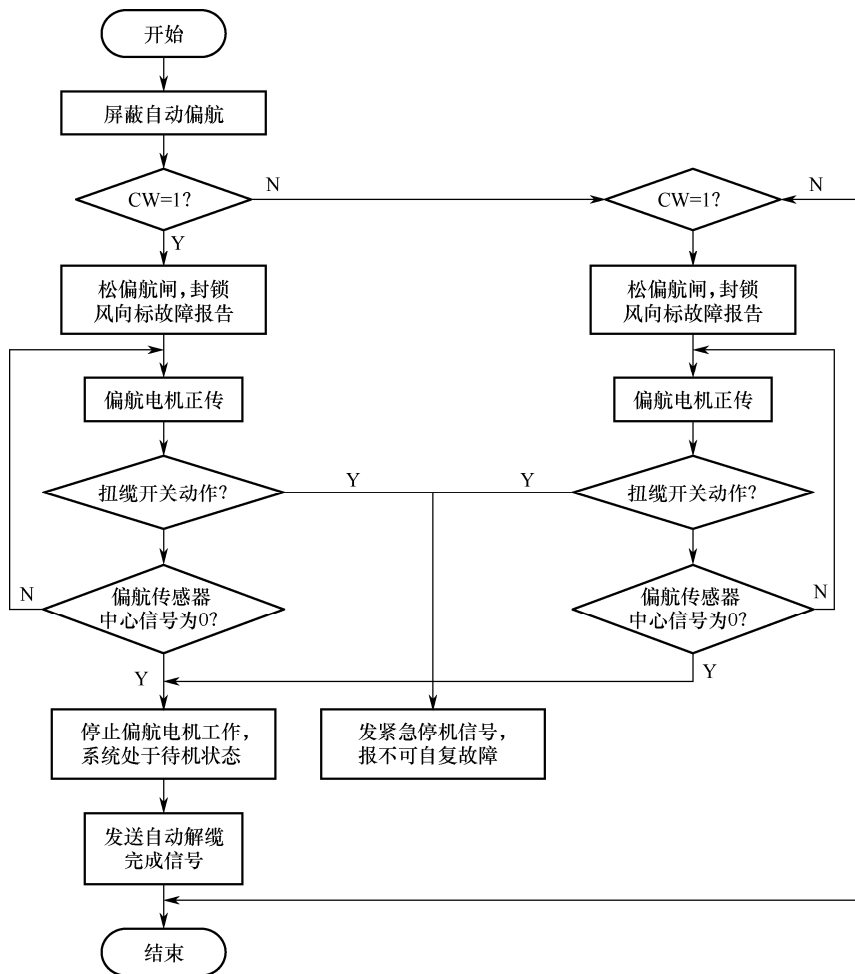 开始
屏蔽自动偏航
CW=1?
N
CW=1?
N
Y
松偏航闸,封锁
风向标故障报告
松偏航闸,封锁
风向标故障报告
偏航电机正传
偏航电机正传
扭缆开关动作?
Y
Y
扭缆开关动作?
N
偏航传感器
中心信号为0?
偏航传感器
中心信号为0?
N
Y
Y
停止偏航电机工作,
系统处于待机状态
发紧急停机信号,
报不可自复故障
发送自动解缆
完成信号
结束